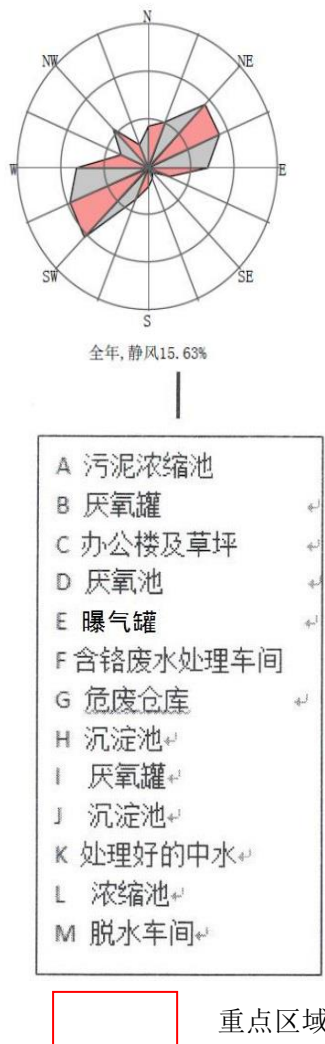 N
NW
NE
W
E
SW
SE
S
全年,静风15.63%
A 污泥浓缩池
B 厌氧罐
C 办公楼及草坪
D 厌氧池
E 曝气罐
F 含铬废水处理车间
G 危废仓库
H 沉淀池
I 厌氧罐
J 沉淀池
K 处理好的中水
L 浓缩池
M 脱水车间
重点区域